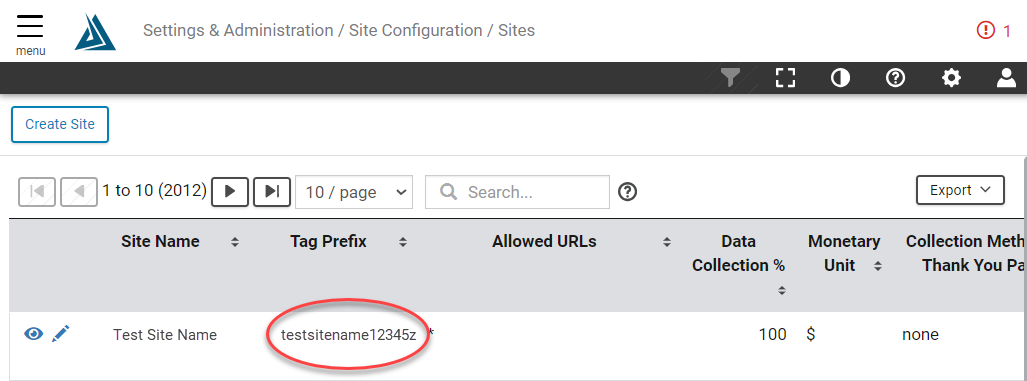 menu
Settings & Administration / Site Configuration / Sites
1
Create Site
1 to 10 (2012)
10 / page
Search...
Export
Site Name
Tag Prefix
Allowed URLs
Data
Collection %
Monetary
Unit
Collection Meth
Thank You Pa
Test Site Name
testsitename12345z
*
100
$
none